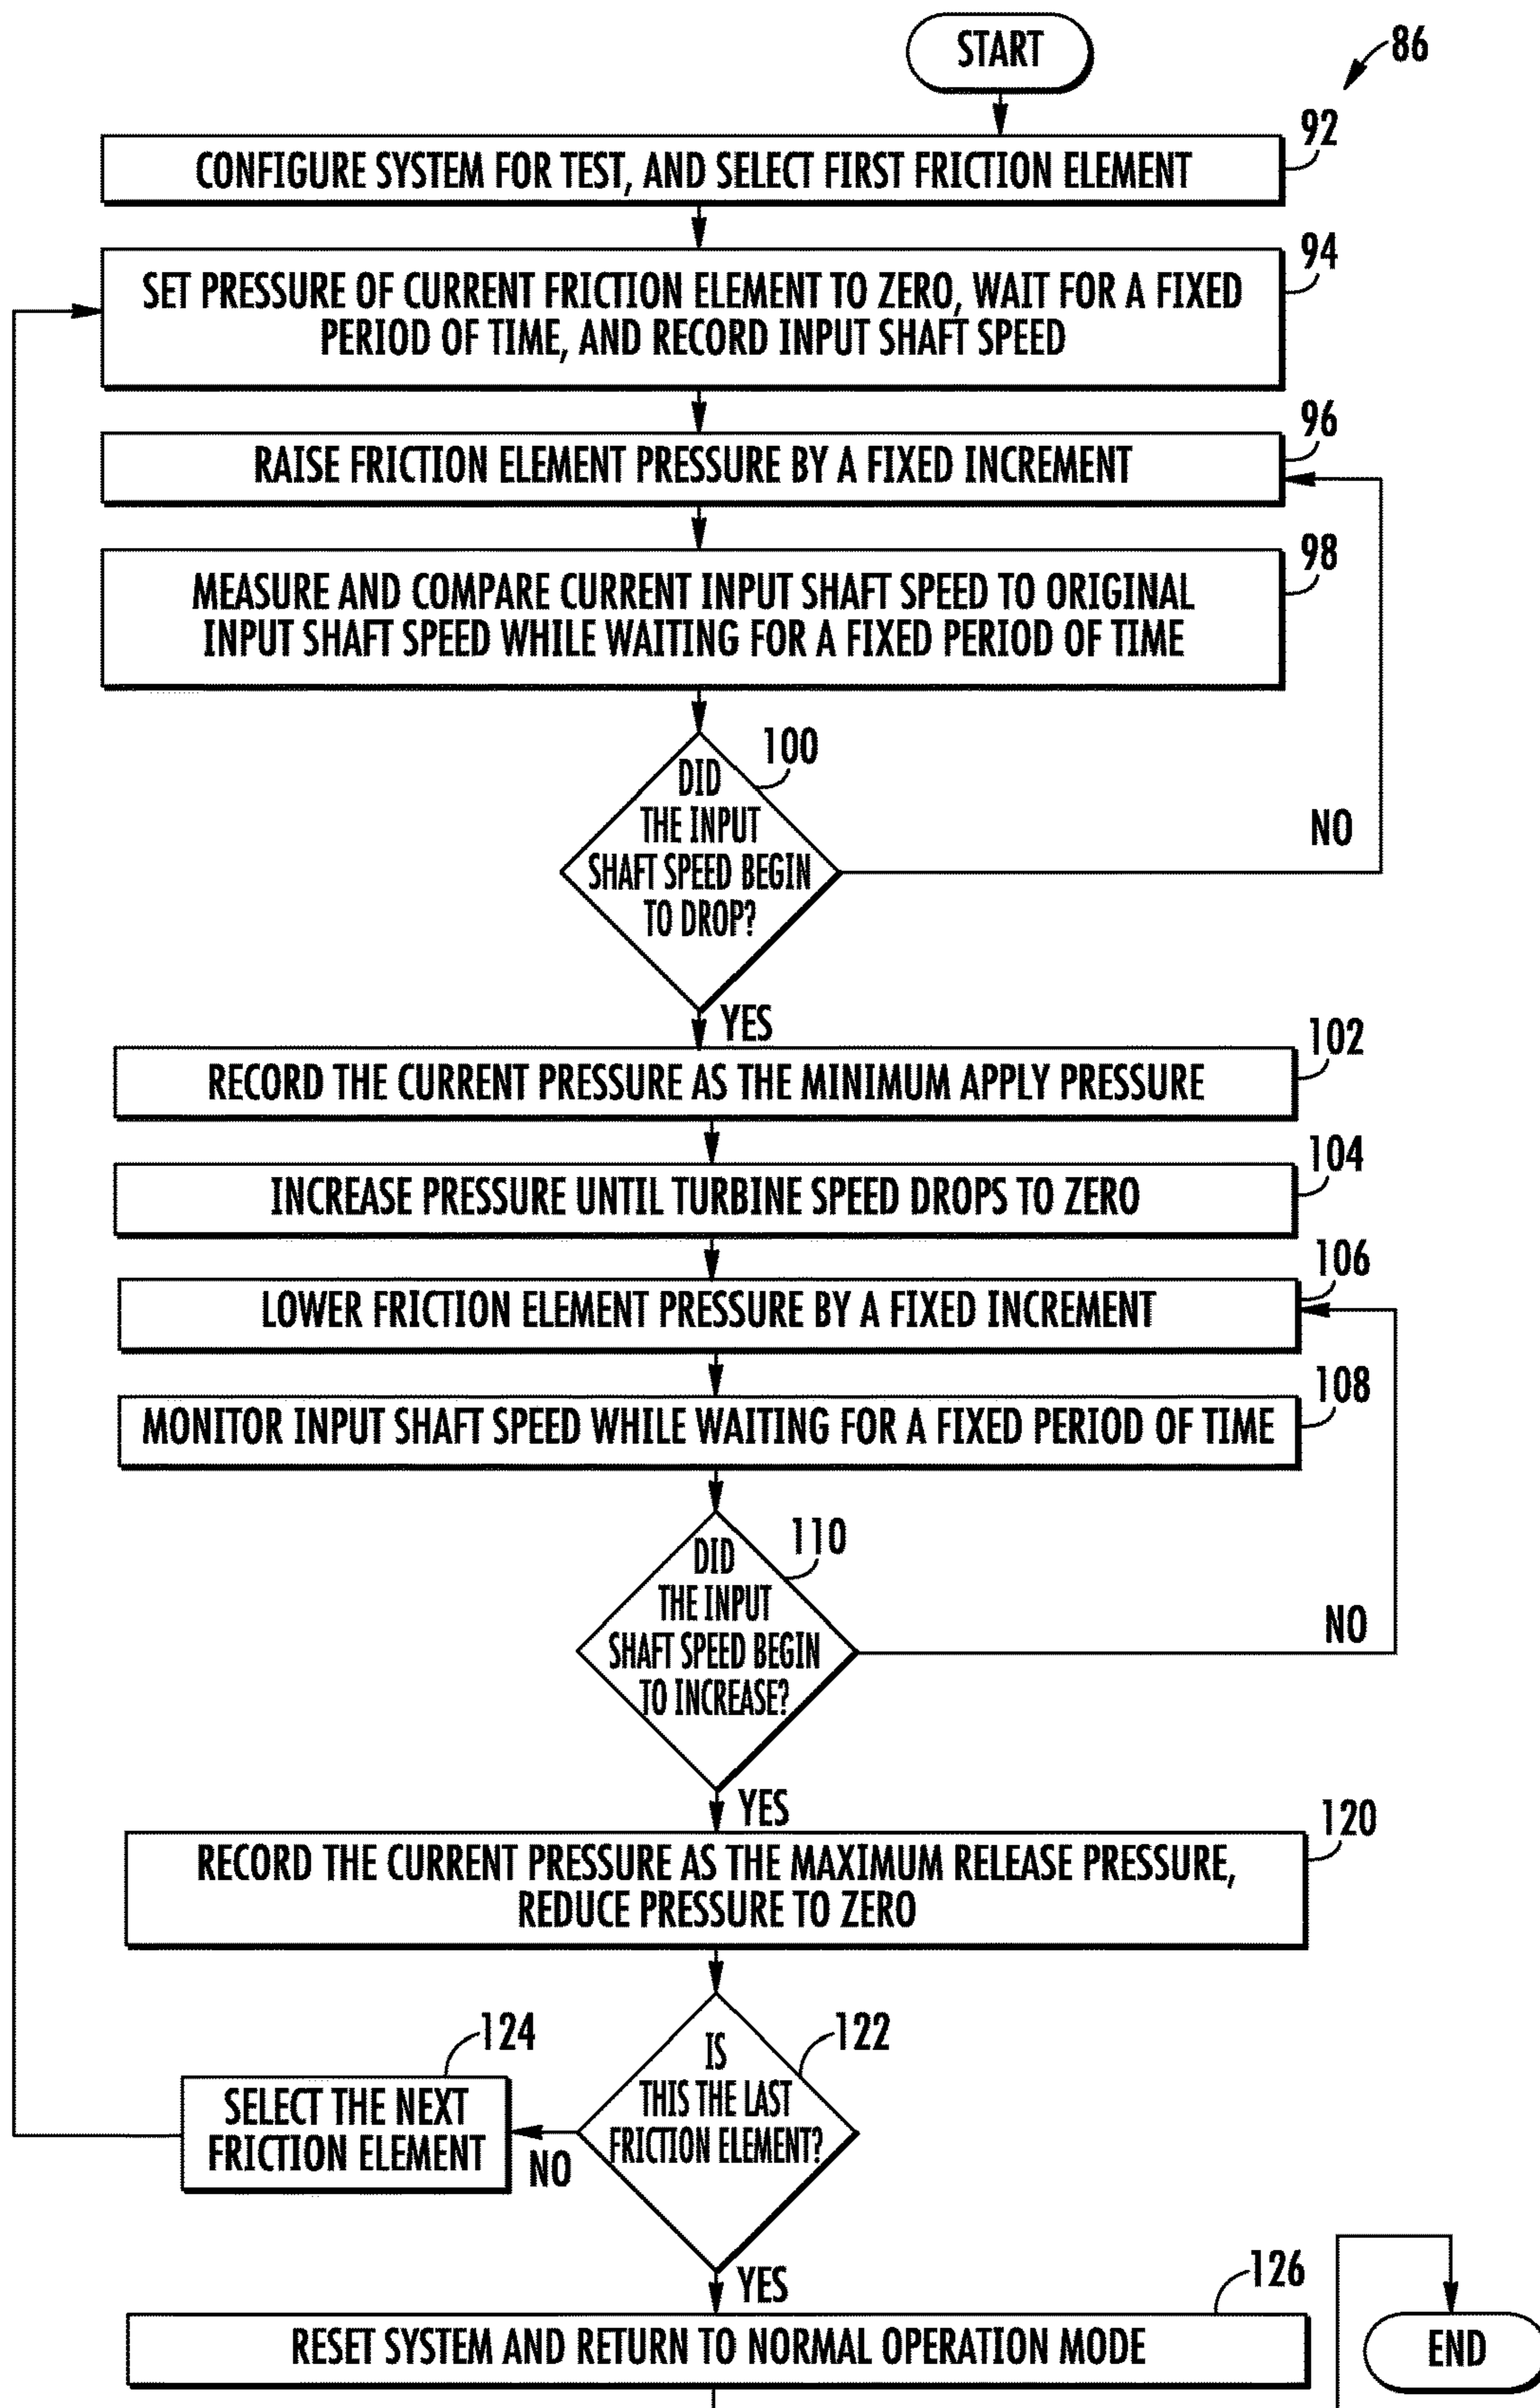 START
86
92
CONFIGURE SYSTEM FOR TEST, AND SELECT FIRST FRICTION ELEMENT
94
SET PRESSURE OF CURRENT FRICTION ELEMENT TO ZERO, WAIT FOR A FIXED
PERIOD OF TIME, AND RECORD INPUT SHAFT SPEED
96
RAISE FRICTION ELEMENT PRESSURE BY A FIXED INCREMENT
98
MEASURE AND COMPARE CURRENT INPUT SHAFT SPEED TO ORIGINAL
INPUT SHAFT SPEED WHILE WAITING FOR A FIXED PERIOD OF TIME
100
DID
THE INPUT
SHAFT SPEED BEGIN
TO DROP?
NO
YES
102
RECORD THE CURRENT PRESSURE AS THE MINIMUM APPLY PRESSURE
104
INCREASE PRESSURE UNTIL TURBINE SPEED DROPS TO ZERO
106
LOWER FRICTION ELEMENT PRESSURE BY A FIXED INCREMENT
108
MONITOR INPUT SHAFT SPEED WHILE WAITING FOR A FIXED PERIOD OF TIME
110
DID
THE INPUT
SHAFT SPEED BEGIN
TO INCREASE?
NO
YES
120
RECORD THE CURRENT PRESSURE AS THE MAXIMUM RELEASE PRESSURE,
REDUCE PRESSURE TO ZERO
122
IS
THIS THE LAST
FRICTION ELEMENT?
NO
124
SELECT THE NEXT
FRICTION ELEMENT
YES
126
RESET SYSTEM AND RETURN TO NORMAL OPERATION MODE
END